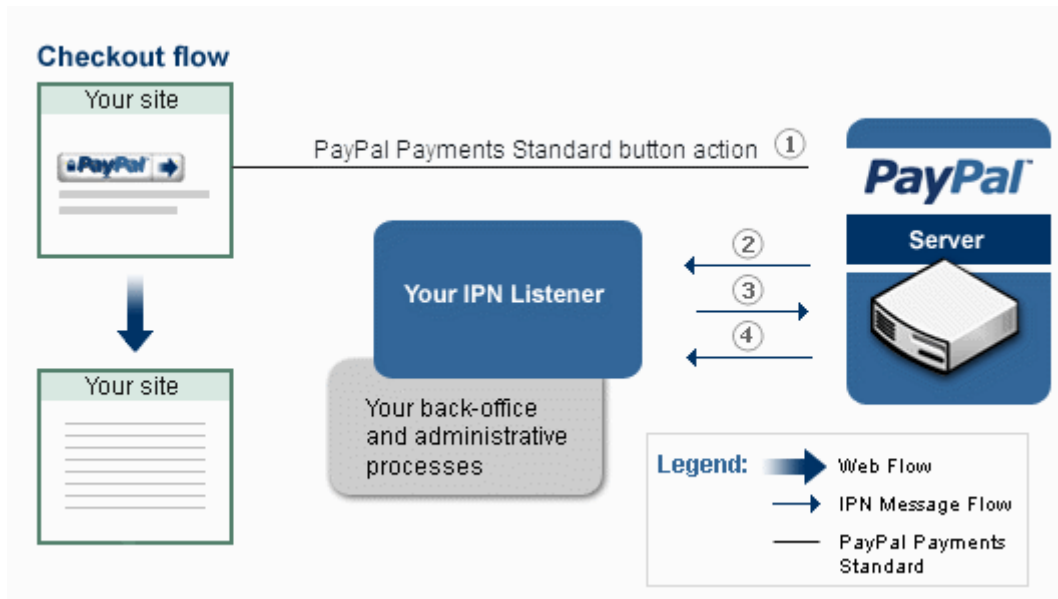 Checkout flow
Your site
PayPal
PayPal Payments Standard button action 1
PayPal™
Server
2
3
4
Your IPN Listener
Your back-office
and administrative
processes
Your site
Legend:
Web Flow
IPN Message Flow
PayPal Payments
Standard